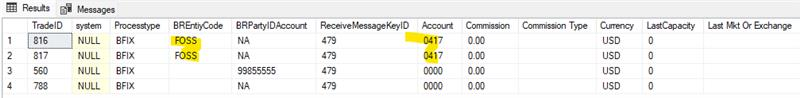 Results Messages
TradeID system Processtype BREntiyCode BRPartyIDAccount ReceiveMessageKeyID Account Commission Commission Type Currency LastCapacity Last Mkt Or Exchange
1 816 NULL BFIX FOSS NA 479 0417 0.00 USD 0
2 817 NULL BFIX FOSS NA 479 0417 0.00 USD 0
3 560 NULL BFIX 99855555 479 0000 0.00 USD 0
4 788 NULL BFIX NA 479 0000 0.00 USD 0